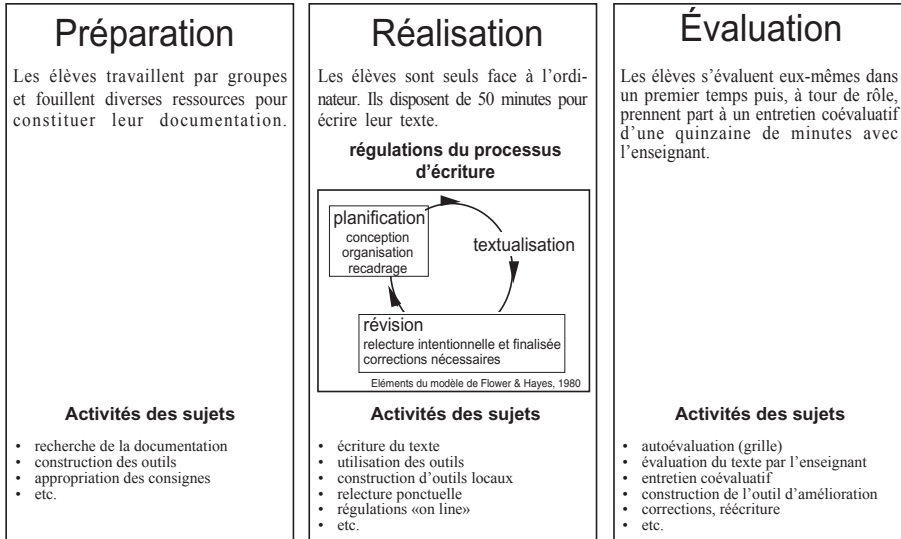 Préparation
Les élèves travaillent par groupes
et fouillent diverses ressources pour
constituer leur documentation.
Activités des sujets
• recherche de la documentation
• construction des outils
• appropriation des consignes
• etc.
Réalisation
Les élèves sont seuls face à l’ordi-
nateur. Ils disposent de 50 minutes pour
écrire leur texte.
régulations du processus
d’écriture
planification
conception
organisation
recadrage
textualisation
révision
relecture intentionnelle et finalisée
corrections nécessaires
Eléments du modèle de Flower & Hayes, 1980
Activités des sujets
• écriture du texte
• utilisation des outils
• construction d’outils locaux
• relecture ponctuelle
• régulations «on line»
• etc.
Évaluation
Les élèves s’évaluent eux-mêmes dans
un premier temps puis, à tour de rôle,
prennent part à un entretien coévaluatif
d’une quinzaine de minutes avec
l’enseignant.
Activités des sujets
• autoévaluation (grille)
• évaluation du texte par l’enseignant
• entretien coévaluatif
• construction de l’outil d’amélioration
• corrections, réécriture
• etc.